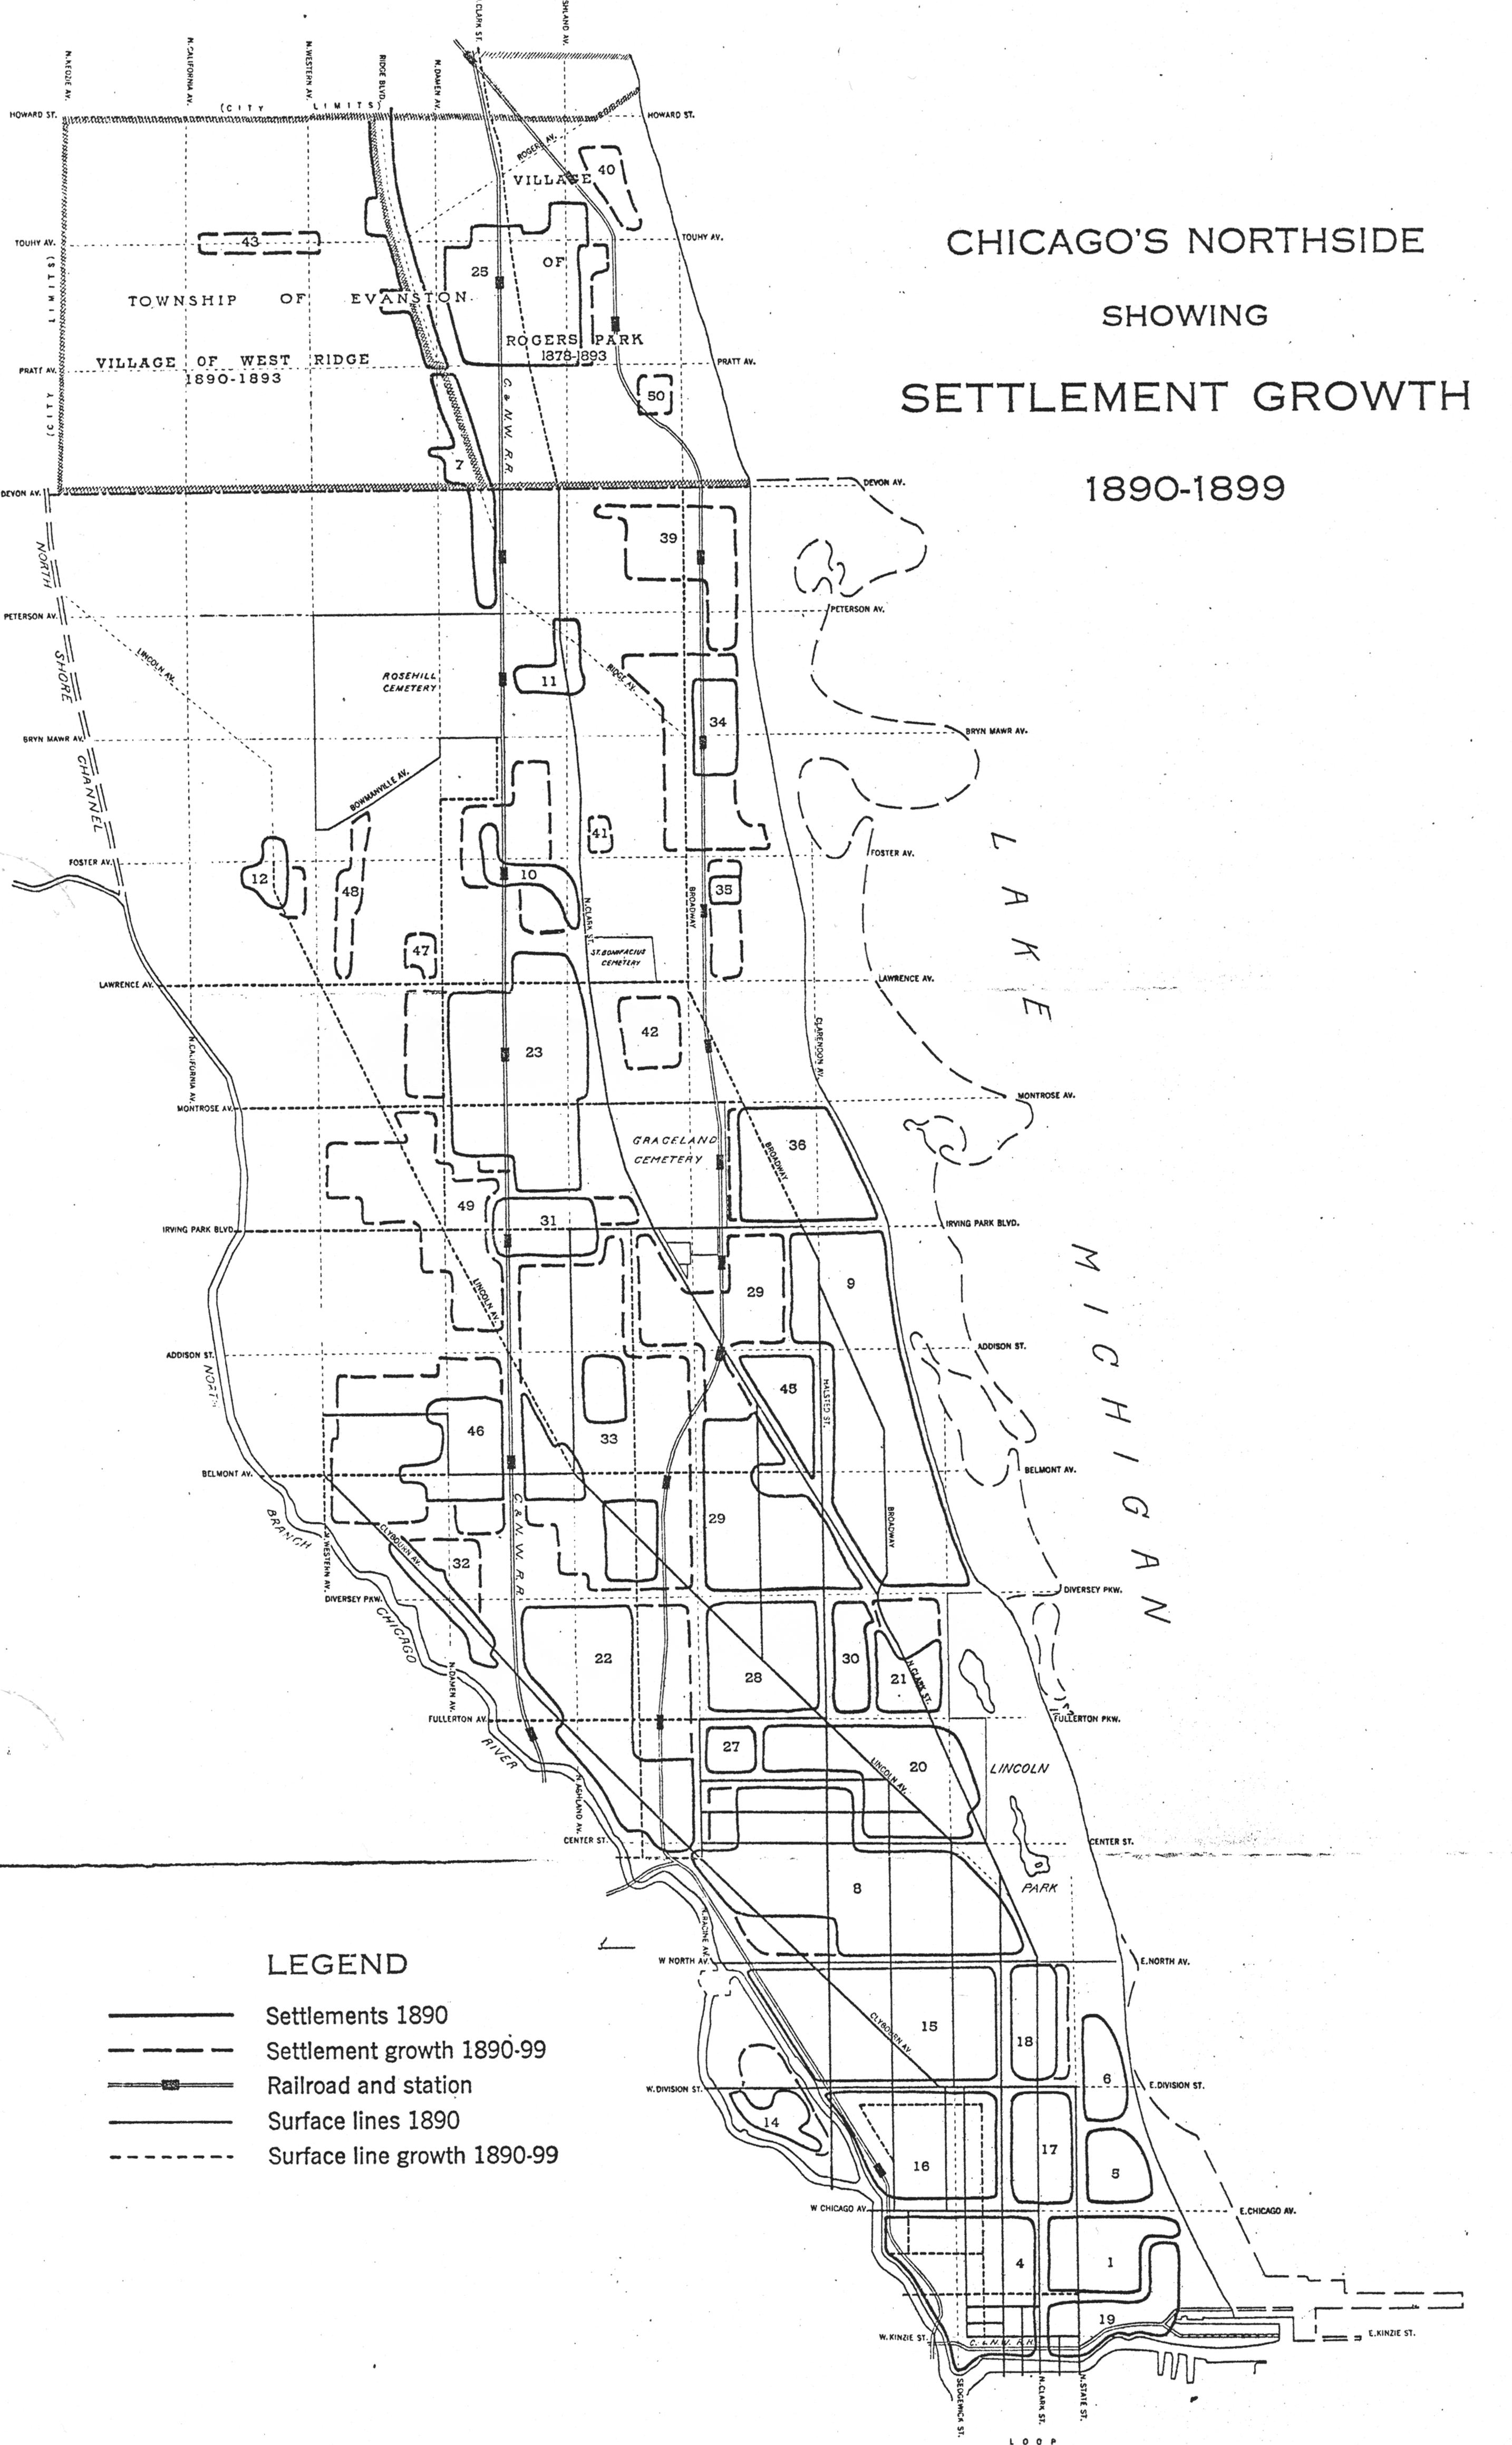 N.CLARK ST.
SHLAND AV.
N.KEDZIE AV.
N.CALIFORNIA AV.
N.WESTERN AV.
RIDGE BLVD.
N.DAMEN AV.
(CITY LIMITS)
HOWARD ST.
HOWARD ST.
ROGERS AV.
VILLAGE
40
TOUHY AV.
43
TOUHY AV.
OF
25
(CITY LIMITS)
TOWNSHIP OF EVANSTON
ROGERS PARK
1878-1893
VILLAGE OF WEST RIDGE
1890-1893
PRATT AV.
PRATT AV.
50
C. & N.W. R.R.
7
DEVON AV.
DEVON AV.
CHICAGO'S NORTHSIDE
SHOWING
SETTLEMENT GROWTH
1890-1899
39
NORTH SHORE CHANNEL
PETERSON AV.
PETERSON AV.
LINCOLN AV.
ROSEHILL
CEMETERY
11
RIDGE AV.
34
BRYN MAWR AV.
BRYN MAWR AV.
BOWMANVILLE AV.
41
FOSTER AV.
FOSTER AV.
12
48
10
35
N.CLARK ST.
BROADWAY
47
ST.BONIFACIUS
CEMETERY
LAWRENCE AV.
LAWRENCE AV.
LAKE
42
23
N.CALIFORNIA AV.
CLARENDON AV.
MONTROSE AV.
MONTROSE AV.
GRACELAND
CEMETERY
BROADWAY
36
49
31
IRVING PARK BLVD.
IRVING PARK BLVD.
MICHIGAN
29
9
LINCOLN AV.
ADDISON ST.
ADDISON ST.
NORTH
45
HALSTED ST.
46
33
BELMONT AV.
BELMONT AV.
BRANCH
CLYBOURN AV.
C. & N. W. R.R.
29
BROADWAY
N.WESTERN AV.
32
DIVERSEY PKW.
DIVERSEY PKW.
CHICAGO
22
28
30
21
N.CLARK ST.
N.DAMEN AV.
FULLERTON AV.
FULLERTON PKW.
RIVER
27
20
LINCOLN AV.
LINCOLN
N.ASHLAND AV.
CENTER ST.
CENTER ST.
8
PARK
N.RACINE AV.
W NORTH AV.
E.NORTH AV.
LEGEND
Settlements 1890
Settlement growth 1890-99
Railroad and station
Surface lines 1890
Surface line growth 1890-99
15
CLYBOURN AV
18
6
W.DIVISION ST.
E.DIVISION ST.
14
16
17
5
W CHICAGO AV.
E.CHICAGO AV.
4
1
19
W.KINZIE ST.
C. & N.W. R.R.
E.KINZIE ST.
SEDGEWICK ST.
N.CLARK ST.
N.STATE ST.
LOOP